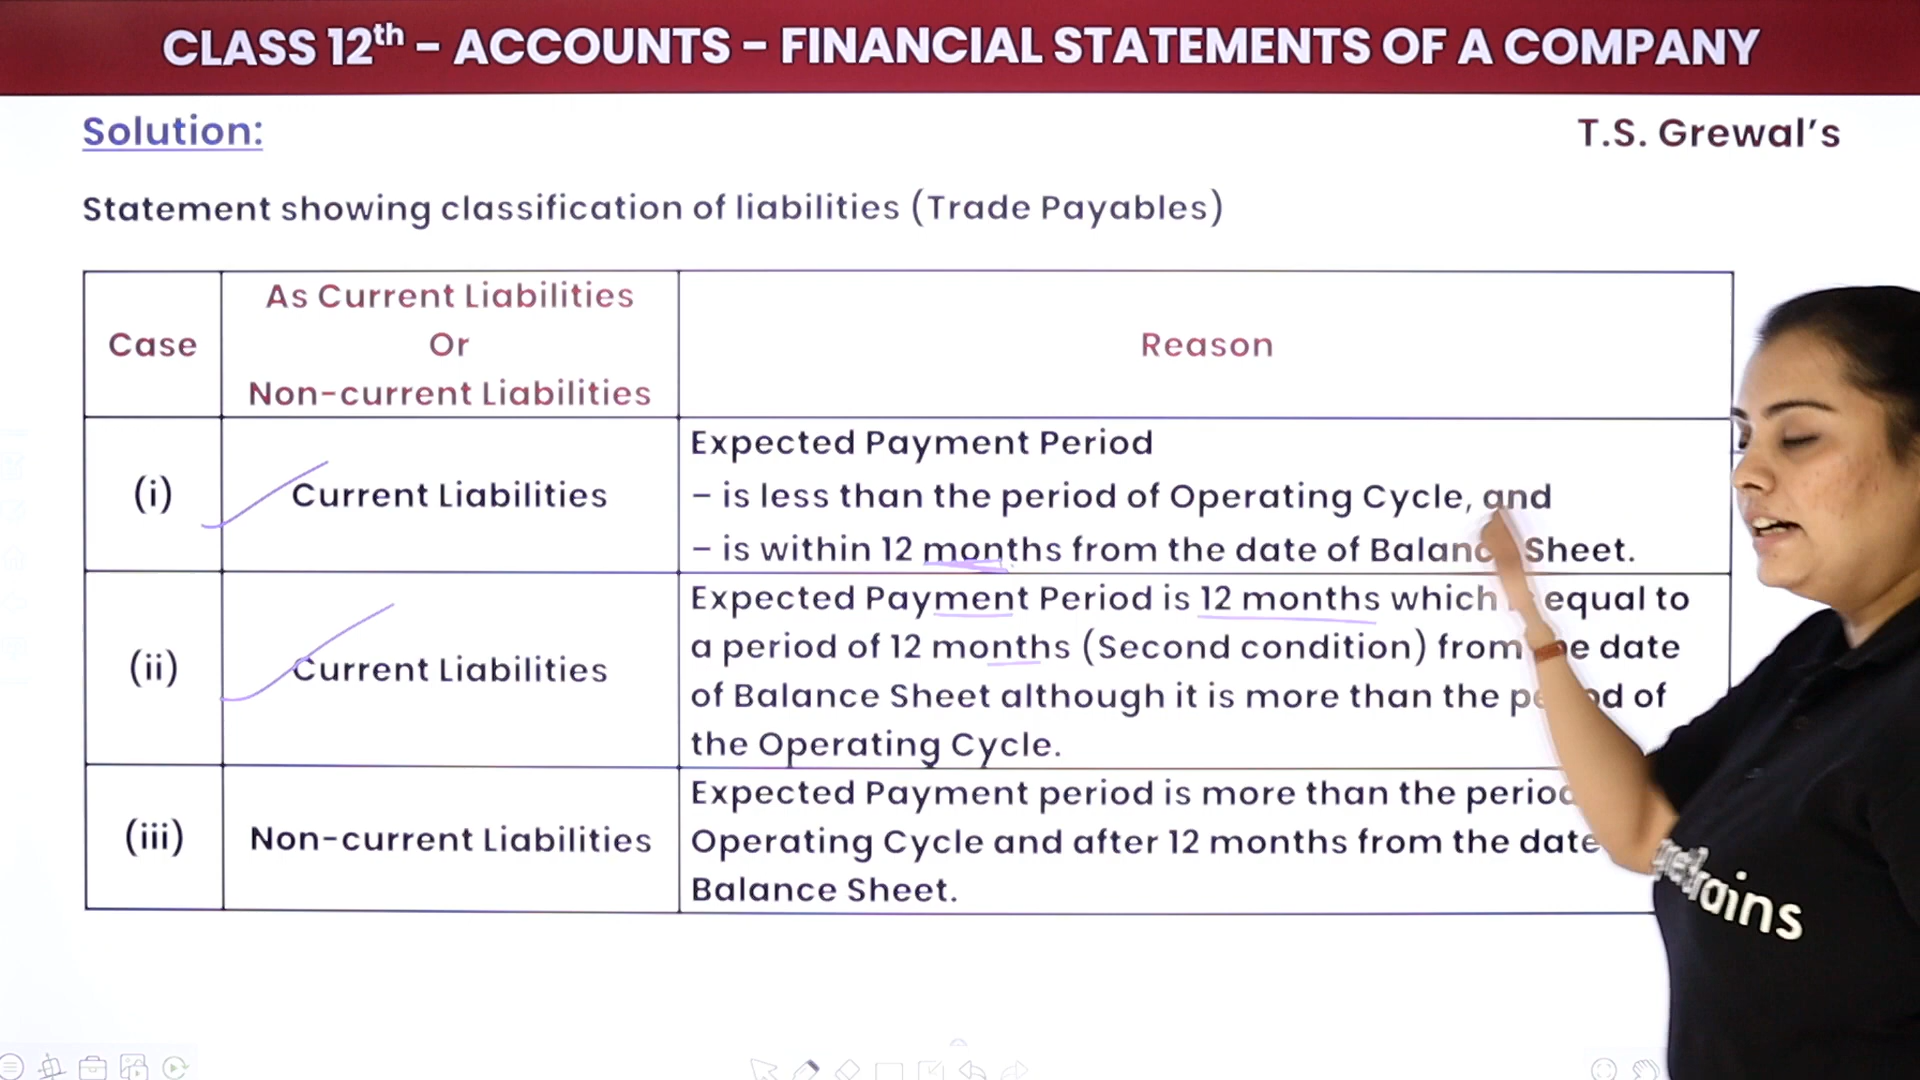 CLASS 12th – ACCOUNTS – FINANCIAL STATEMENTS OF A COMPANY
Solution:
T.S. Grewal’s
Statement showing classification of liabilities (Trade Payables)
Case
As Current Liabilities
Or
Non-current Liabilities
Reason
(i)
Current Liabilities
Expected Payment Period
– is less than the period of Operating Cycle, and
– is within 12 months from the date of Balance Sheet.
(ii)
Current Liabilities
Expected Payment Period is 12 months which equal to
a period of 12 months (Second condition) from date
of Balance Sheet although it is more than the period of
the Operating Cycle.
(iii)
Non-current Liabilities
Expected Payment period is more than the period
Operating Cycle and after 12 months from the date
Balance Sheet.